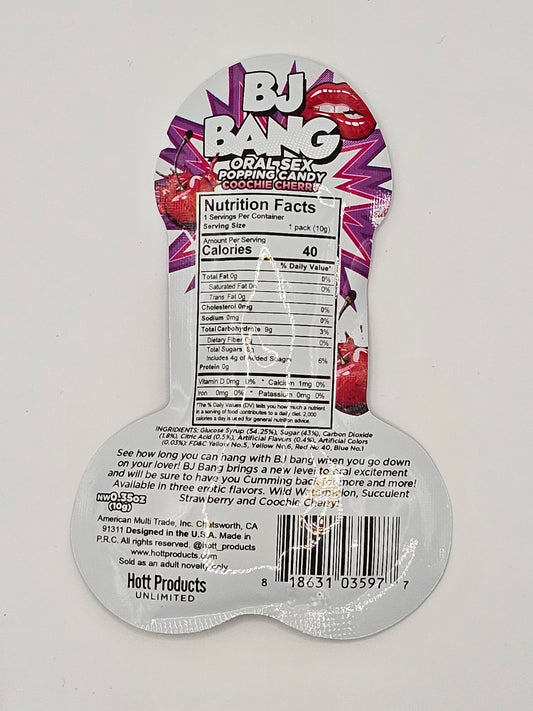 BJ
BANG
ORAL SEX
POPPING CANDY
COOCHIE CHERRY
Nutrition Facts
1 Servings Per Container
Serving Size 1 pack (10g)
Amount Per Serving
Calories 40
% Daily Value*
Total Fat 0g 0%
Saturated Fat 0g 0%
Trans Fat 0g
Cholesterol 0mg 0%
Sodium 0mg 0%
Total Carbohydrate 9g 3%
Dietary Fiber 0%
Total Sugars
Includes 4g of Added Sugars 6%
Protein 0g
Vitamin D 0mg 0% * Calcium 1mg 0%
Iron 0mg 0% * Potassium 0mg 0%
*The % Daily Values (DV) tells you how much a nutrient
in a serving of food contributes to a daily diet. 2,000
calories a day is used for general nutrition advice.
INGREDIENTS: Glucose Syrup (54.25%), Sugar (43%), Carbon Dioxide
(1.8%), Citric Acid (0.5%), Artificial Flavors (0.4%), Artificial Colors
(0.03%): FD&C Yellow No.5, Yellow No.6, Red No.40, Blue No.1
See how long you can hang with BJ bang when you go down
on your lover! BJ Bang brings a new level to oral excitement
and will be sure to have you Cumming back for more and more!
Available in three erotic flavors. Wild Watermelon, Succulent
Strawberry and Coochie Cherry!
NW0.35oz
(10g)
American Multi Trade, Inc. Chatsworth, CA
91311 Designed in the U.S.A. Made in
P.R.C. All rights reserved. @hott_products
www.hottproducts.com
Sold as an adult novelty only
Hott Products
UNLIMITED
8 18631 03597 7